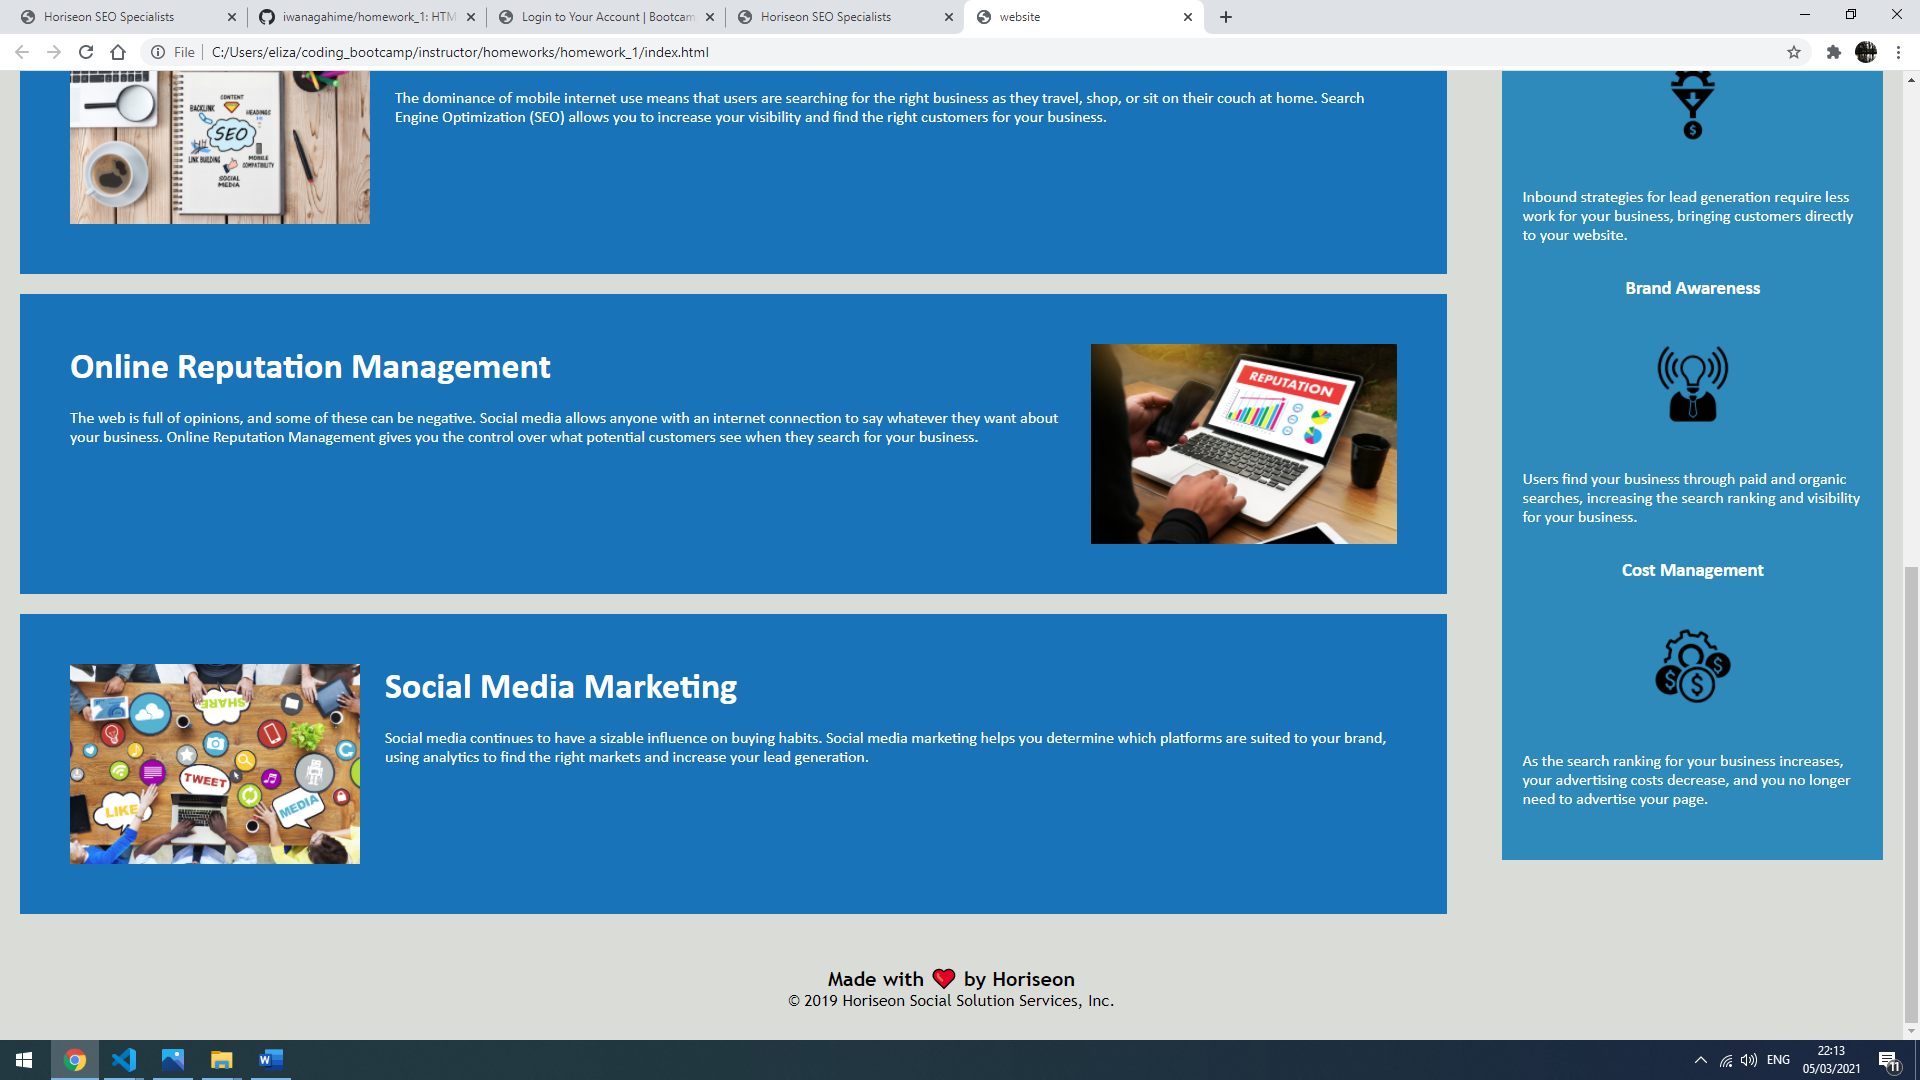 Horiseon SEO Specialists
iwanagahime/homework_1: HTM
Login to Your Account | Bootcam
Horiseon SEO Specialists
website
File
C:/Users/eliza/coding_bootcamp/instructor/homeworks/homework_1/index.html
CONTENT
BACKLINK
HEADINGS
SEO
LINK BUILDING
MOBILE
COMPATIBILITY
SOCIAL
MEDIA
The dominance of mobile internet use means that users are searching for the right business as they travel, shop, or sit on their couch at home. Search
Engine Optimization (SEO) allows you to increase your visibility and find the right customers for your business.
Online Reputation Management
The web is full of opinions, and some of these can be negative. Social media allows anyone with an internet connection to say whatever they want about
your business. Online Reputation Management gives you the control over what potential customers see when they search for your business.
REPUTATION
SHARE
TWEET
LIKE
MEDIA
Social Media Marketing
Social media continues to have a sizable influence on buying habits. Social media marketing helps you determine which platforms are suited to your brand,
using analytics to find the right markets and increase your lead generation.
$
Inbound strategies for lead generation require less
work for your business, bringing customers directly
to your website.
Brand Awareness
Users find your business through paid and organic
searches, increasing the search ranking and visibility
for your business.
Cost Management
$ $ $
As the search ranking for your business increases,
your advertising costs decrease, and you no longer
need to advertise your page.
Made with ❤ by Horiseon
© 2019 Horiseon Social Solution Services, Inc.
ENG
22:13
05/03/2021
11